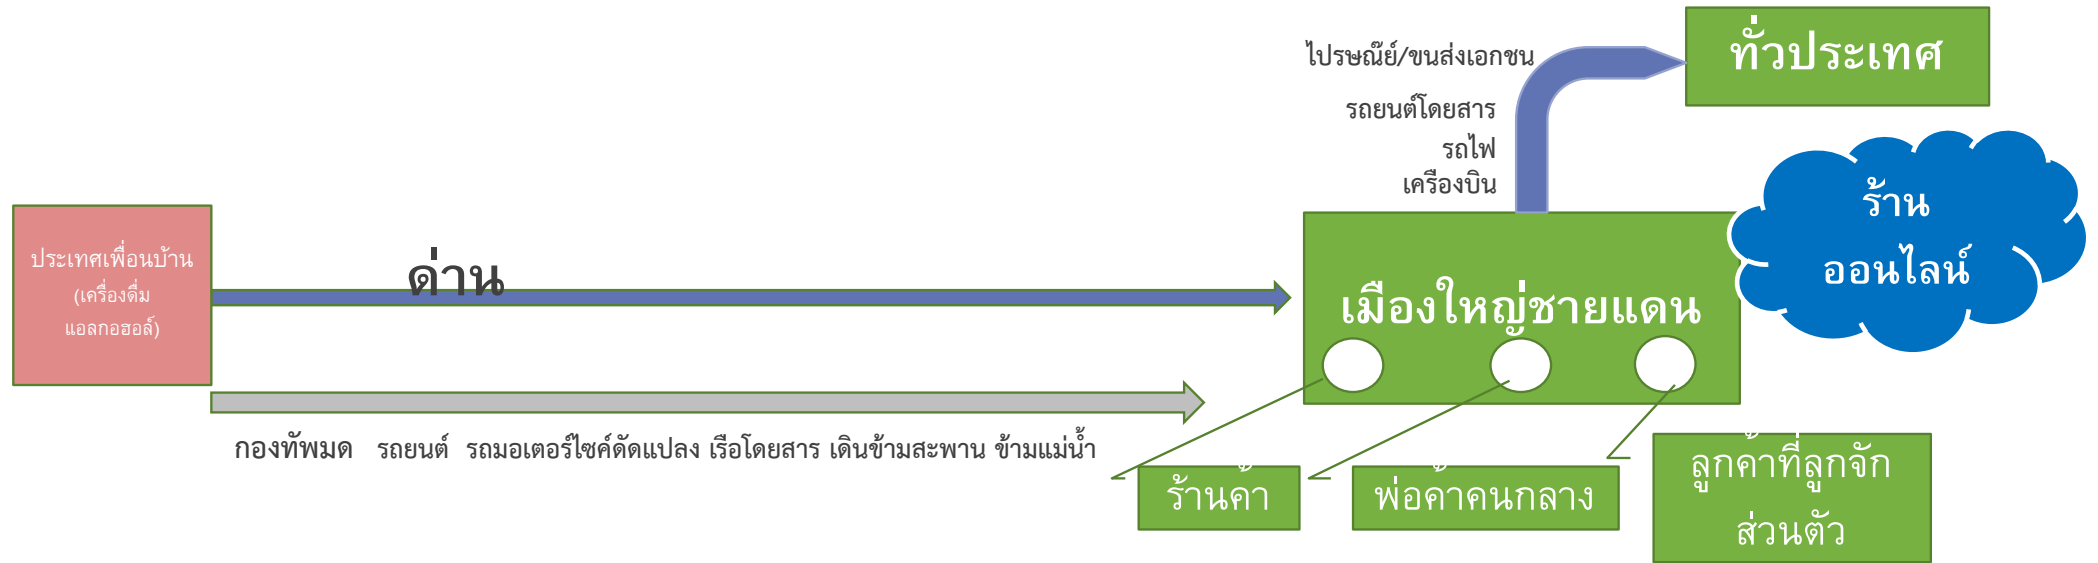 ทั่วประเทศ
ไปรษณ๊ย์/ขนส่งเอกชน
รถยนต์โดยสาร
รถไฟ
เครืองบิน
ร้าน
ออนไลน์
ประเทศเพื่อนบ้าน
(เครื่องดื่ม
แอลกอฮอล์)
ด่าน
เมืองใหญ่ชายแดน
กองทัพมด รถยนต์ รถมอเตอร์ไซค์ดัดแปลง เรือโดยสาร เดินข้ามสะพาน ข้ามแม่น้ำ
ร้านค้า
พ่อค้าคนกลาง
ลูกค้าที่ลูกจัก
ส่วนตัว